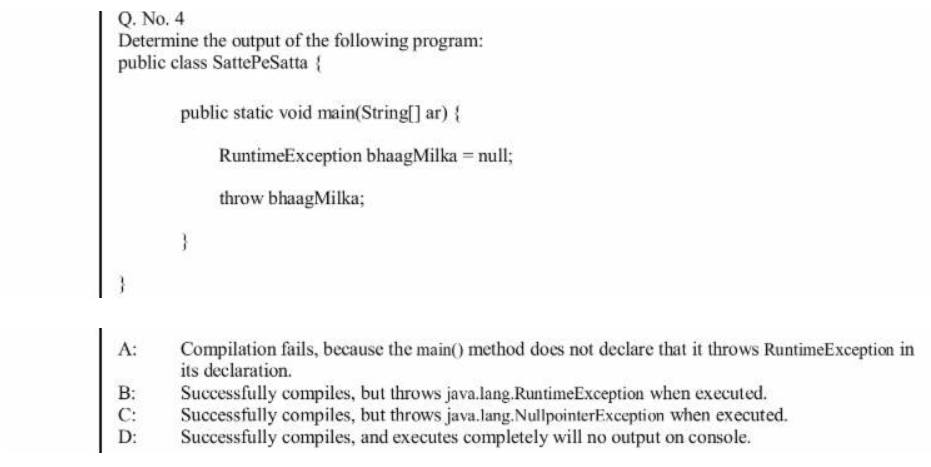 Q. No. 4
Determine the output of the following program:
public class SattePeSatta {
public static void main(String[] ar) {
RuntimeException bhaagMilka = null;
throw bhaagMilka;
}
}
A: Compilation fails, because the main() method does not declare that it throws RuntimeException in
its declaration.
B: Successfully compiles, but throws java.lang.RuntimeException when executed.
C: Successfully compiles, but throws java.lang.NullpointerException when executed.
D: Successfully compiles, and executes completely will no output on console.